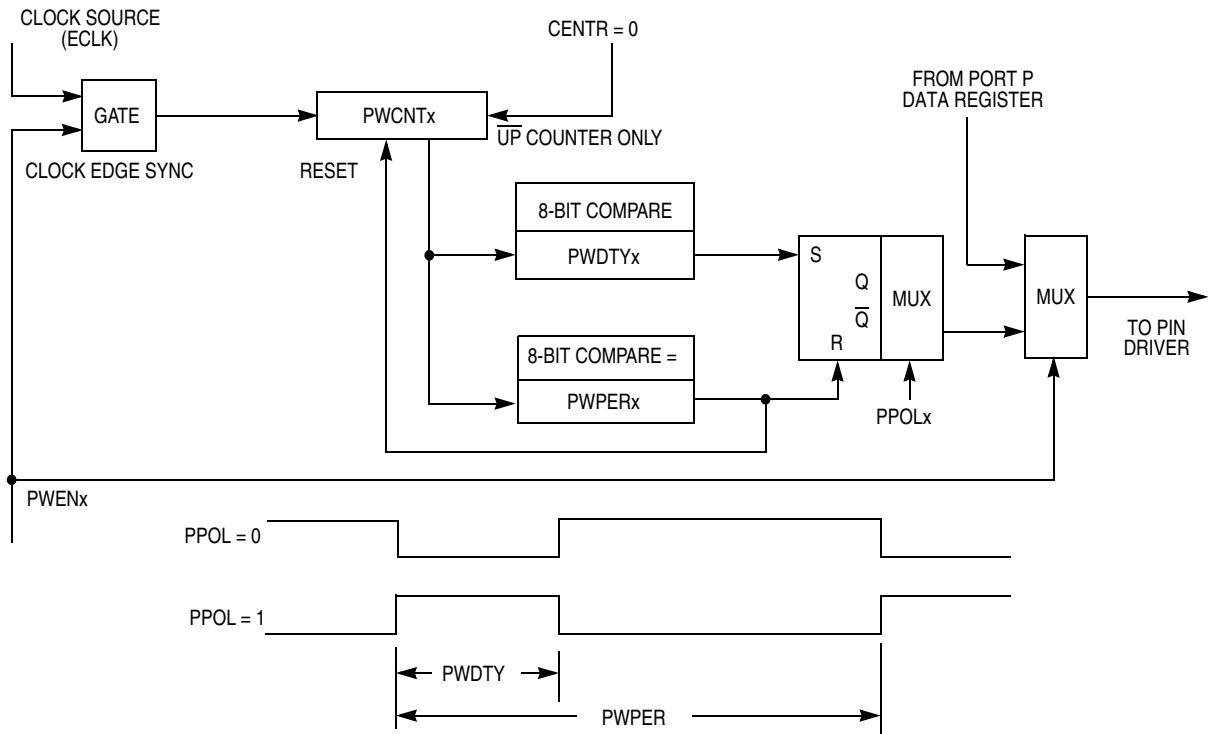 CLOCK SOURCE
(ECLK)
CENTR = 0
FROM PORT P
DATA REGISTER
GATE
PWCNTx
U̅P̅ COUNTER ONLY
CLOCK EDGE SYNC
RESET
8-BIT COMPARE
PWDTYx
S
Q
Q̅
R
MUX
MUX
TO PIN
DRIVER
8-BIT COMPARE =
PWPERx
PPOLx
PWENx
PPOL = 0
PPOL = 1
PWDTY
PWPER